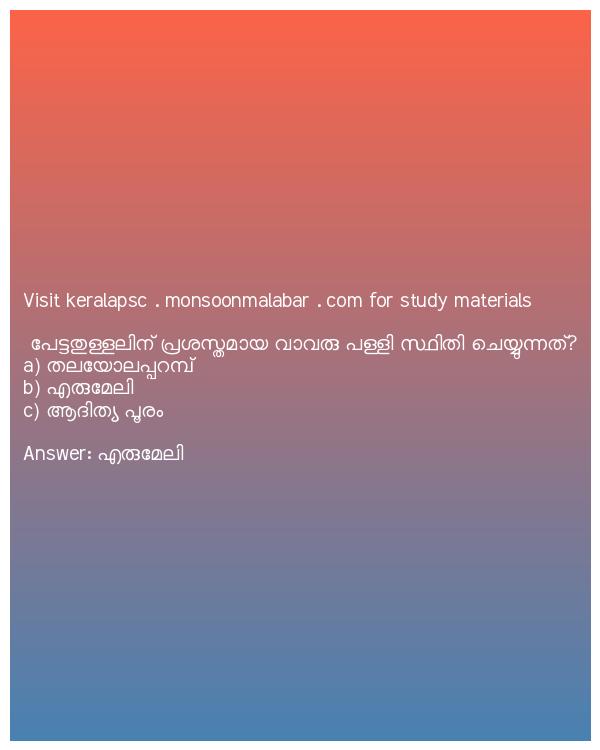 Visit keralapsc . monsoonmalabar . com for study materials
പേട്ടതുള്ളലിന് പ്രശസ്തമായ വാവരു പള്ളി സ്ഥിതി ചെയ്യുന്നത്?
a) തലയോലപ്പറമ്പ്
b) എരുമേലി
c) ആദിത്യ പൂരം
Answer: എരുമേലി